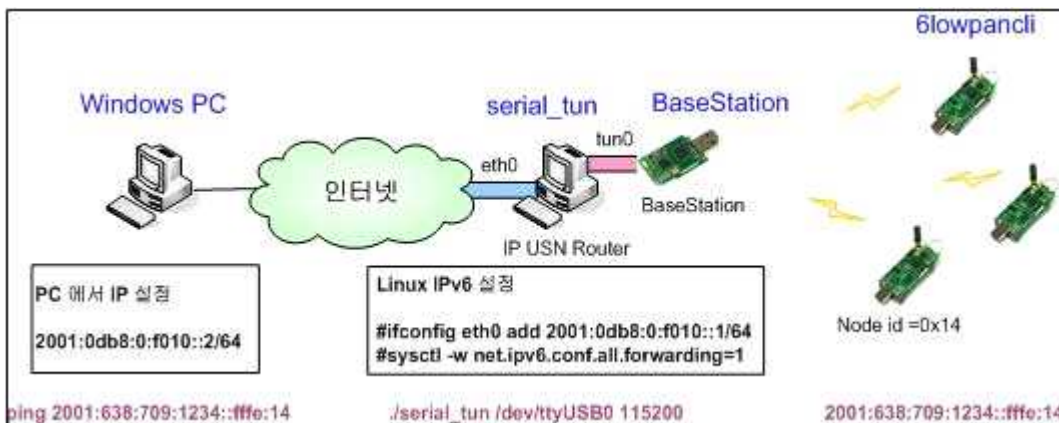 6lowpancli
Windows PC
serial_tun
BaseStation
tun0
eth0
인터넷
BaseStation
IP USN Router
PC 에서 IP 설정
2001:0db8:0:f010::2/64
Linux IPv6 설정
#ifconfig eth0 add 2001:0db8:0:f010::1/64
#sysctl -w net.ipv6.conf.all.forwarding=1
Node id =0x14
ping 2001:638:709:1234::fffe:14
./serial_tun /dev/ttyUSB0 115200
2001:638:709:1234::fffe:14